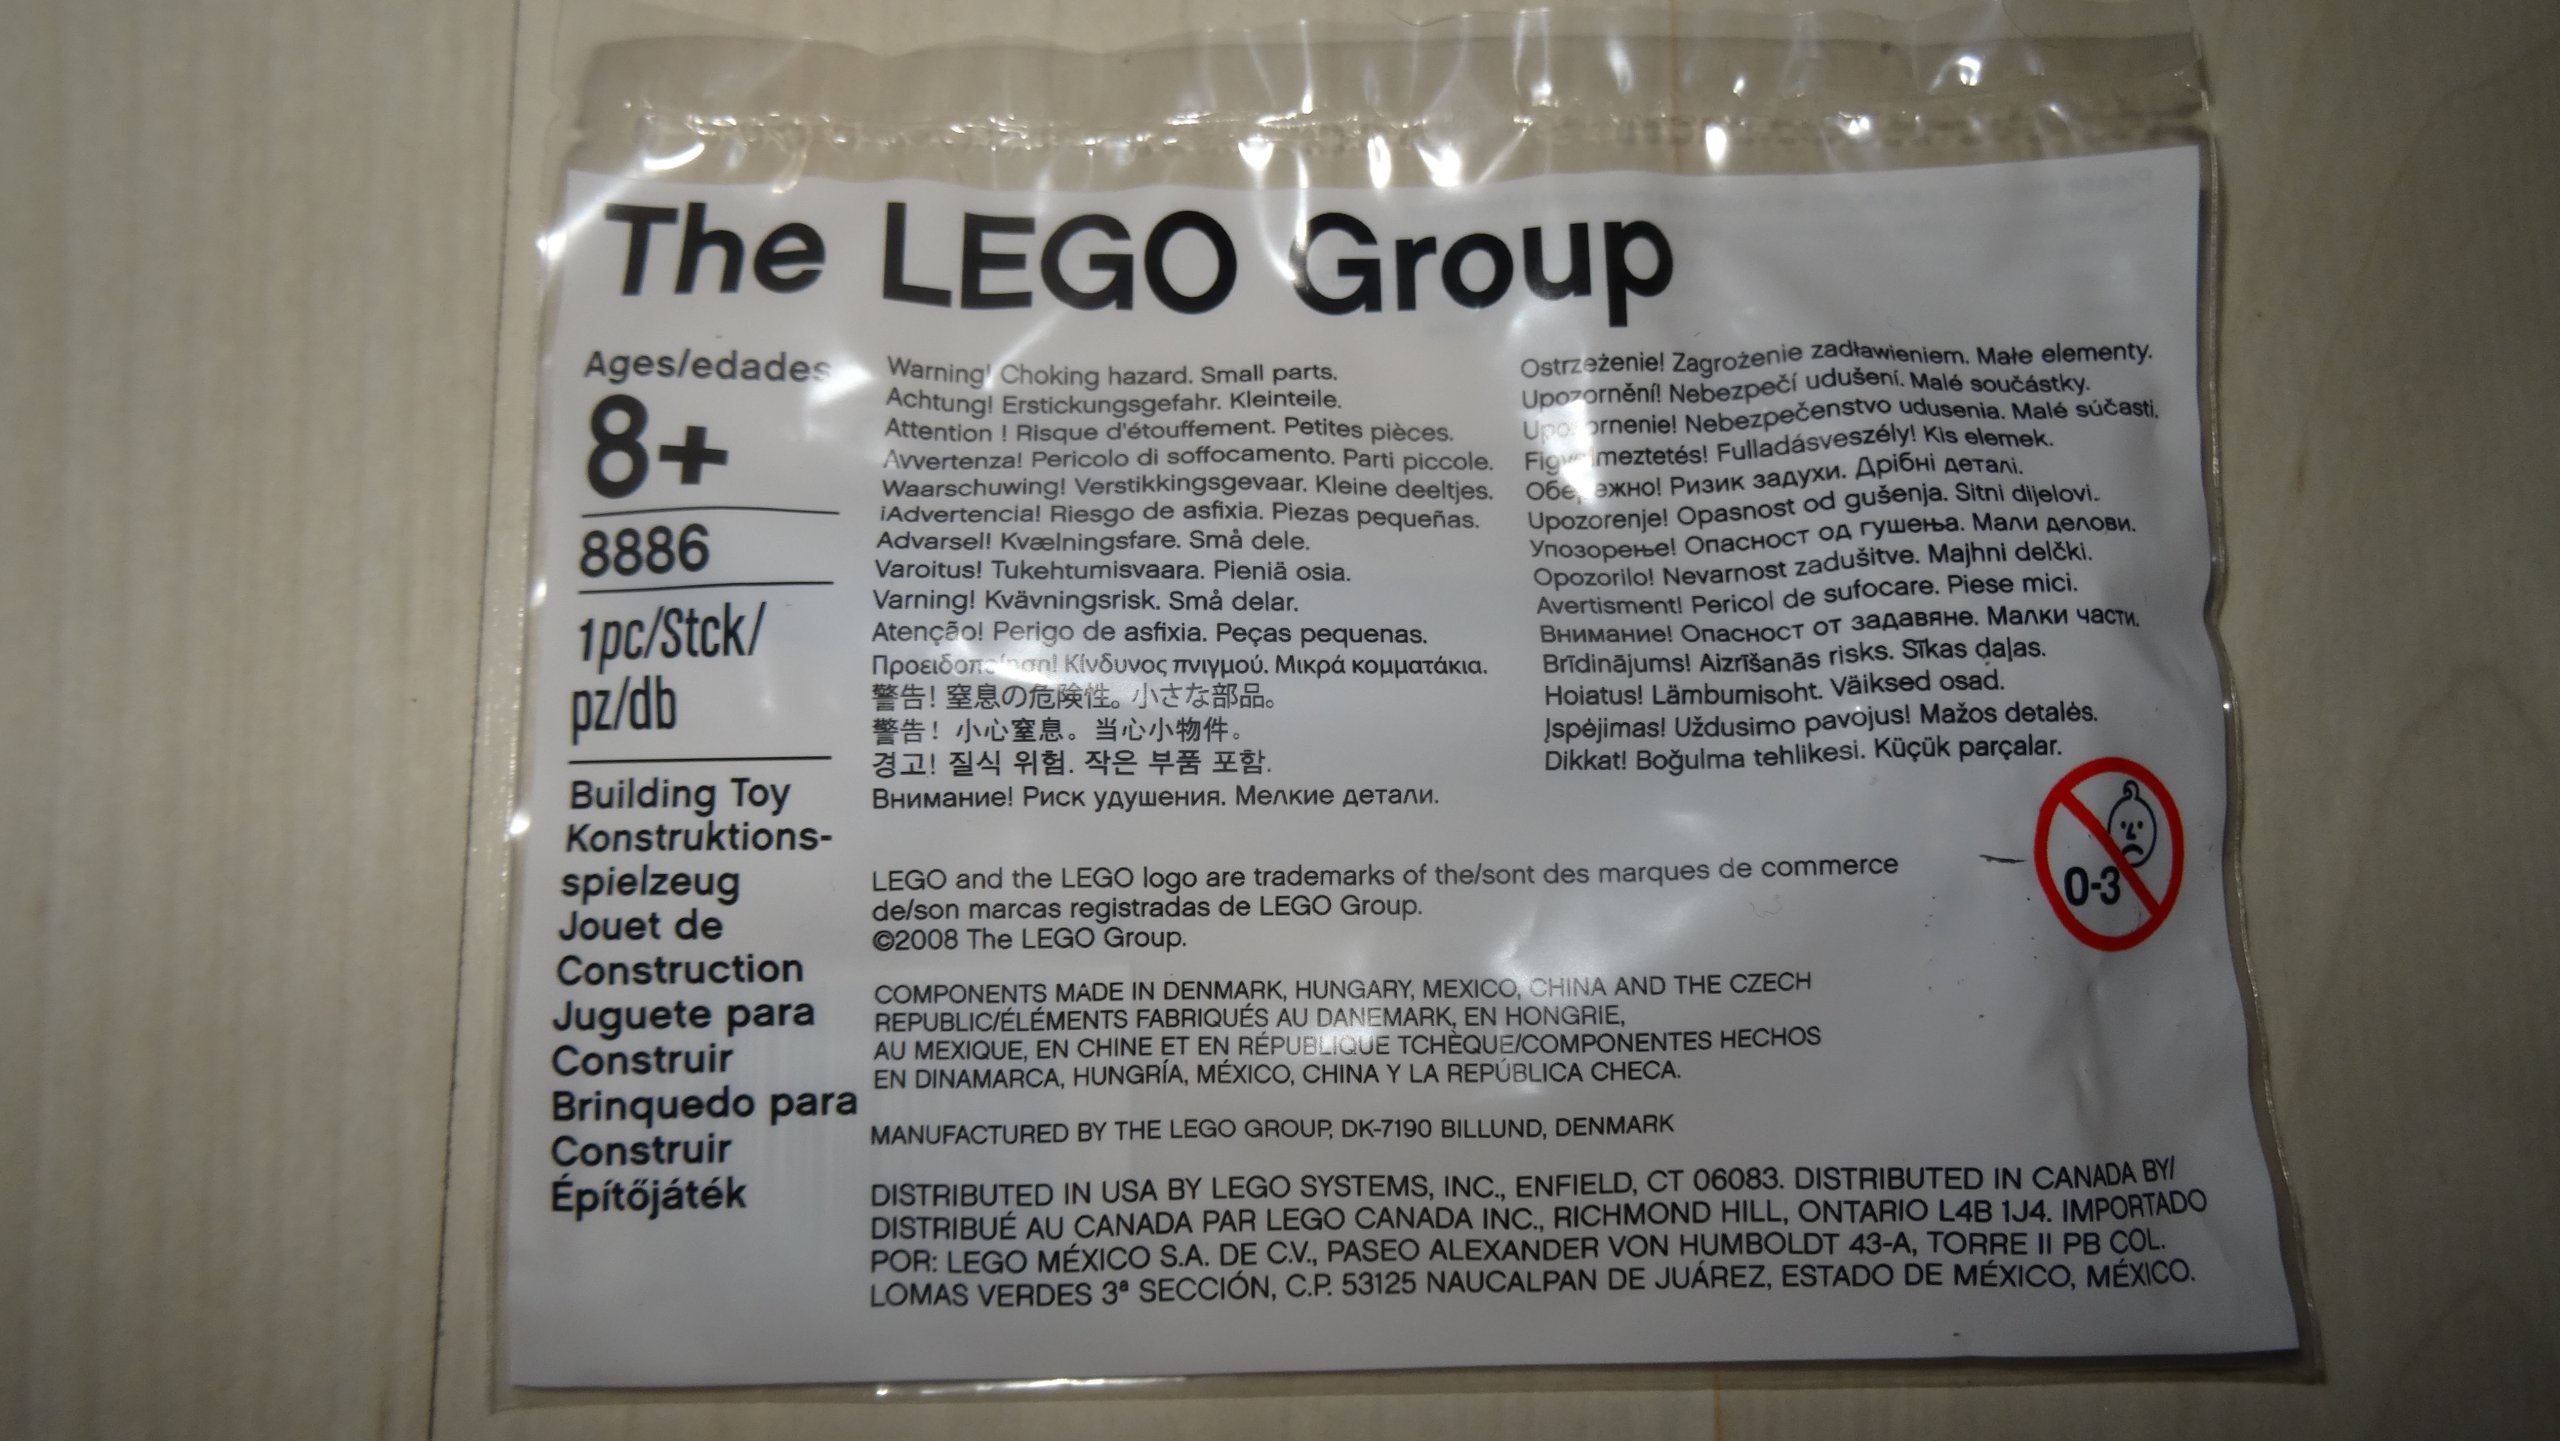 The LEGO Group
Ages/edades
8+
8886
1pc/Stck/
pz/db
Building Toy
Konstruktions-
spielzeug
Jouet de
Construction
Juguete para
Construir
Brinquedo para
Construir
Építőjáték
Warning! Choking hazard. Small parts.
Achtung! Erstickungsgefahr. Kleinteile.
Attention ! Risque d'étouffement. Petites pièces.
Avvertenza! Pericolo di soffocamento. Parti piccole.
Waarschuwing! Verstikkingsgevaar. Kleine deeltjes.
¡Advertencia! Riesgo de asfixia. Piezas pequeñas.
Advarsel! Kvælningsfare. Små dele.
Varoitus! Tukehtumisvaara. Pieniä osia.
Varning! Kvävningsrisk. Små delar.
Atenção! Perigo de asfixia. Peças pequenas.
Προειδοποίηση! Κίνδυνος πνιγμού. Μικρά κομματάκια.
警告! 窒息の危険性。小さな部品。
警告! 小心窒息。当心小物件。
경고! 질식 위험. 작은 부품 포함.
Внимание! Риск удушения. Мелкие детали.
Ostrzeżenie! Zagrożenie zadławieniem. Małe elementy.
Upozornění! Nebezpečí udušení. Malé součástky.
Upozornenie! Nebezpečenstvo udusenia. Malé súčasti.
Figyelmeztetés! Fulladásveszély! Kis elemek.
Обережно! Ризик задухи. Дрібні деталі.
Upozorenje! Opasnost od gušenja. Sitni dijelovi.
Упозорење! Опасност од гушења. Мали делови.
Opozorilo! Nevarnost zadušitve. Majhni delčki.
Avertisment! Pericol de sufocare. Piese mici.
Внимание! Опасност от задавяне. Малки части.
Brīdinājums! Aizrīšanās risks. Sīkas daļas.
Hoiatus! Lämbumisoht. Väiksed osad.
Įspėjimas! Uždusimo pavojus! Mažos detalės.
Dikkat! Boğulma tehlikesi. Küçük parçalar.
0-3
LEGO and the LEGO logo are trademarks of the/sont des marques de commerce
de/son marcas registradas de LEGO Group.
©2008 The LEGO Group.
COMPONENTS MADE IN DENMARK, HUNGARY, MEXICO, CHINA AND THE CZECH
REPUBLIC/ÉLÉMENTS FABRIQUÉS AU DANEMARK, EN HONGRIE,
AU MEXIQUE, EN CHINE ET EN RÉPUBLIQUE TCHÈQUE/COMPONENTES HECHOS
EN DINAMARCA, HUNGRÍA, MÉXICO, CHINA Y LA REPÚBLICA CHECA.
MANUFACTURED BY THE LEGO GROUP, DK-7190 BILLUND, DENMARK
DISTRIBUTED IN USA BY LEGO SYSTEMS, INC., ENFIELD, CT 06083. DISTRIBUTED IN CANADA BY/
DISTRIBUÉ AU CANADA PAR LEGO CANADA INC., RICHMOND HILL, ONTARIO L4B 1J4. IMPORTADO
POR: LEGO MÉXICO S.A. DE C.V., PASEO ALEXANDER VON HUMBOLDT 43-A, TORRE II PB COL.
LOMAS VERDES 3ª SECCIÓN, C.P. 53125 NAUCALPAN DE JUÁREZ, ESTADO DE MÉXICO, MÉXICO.